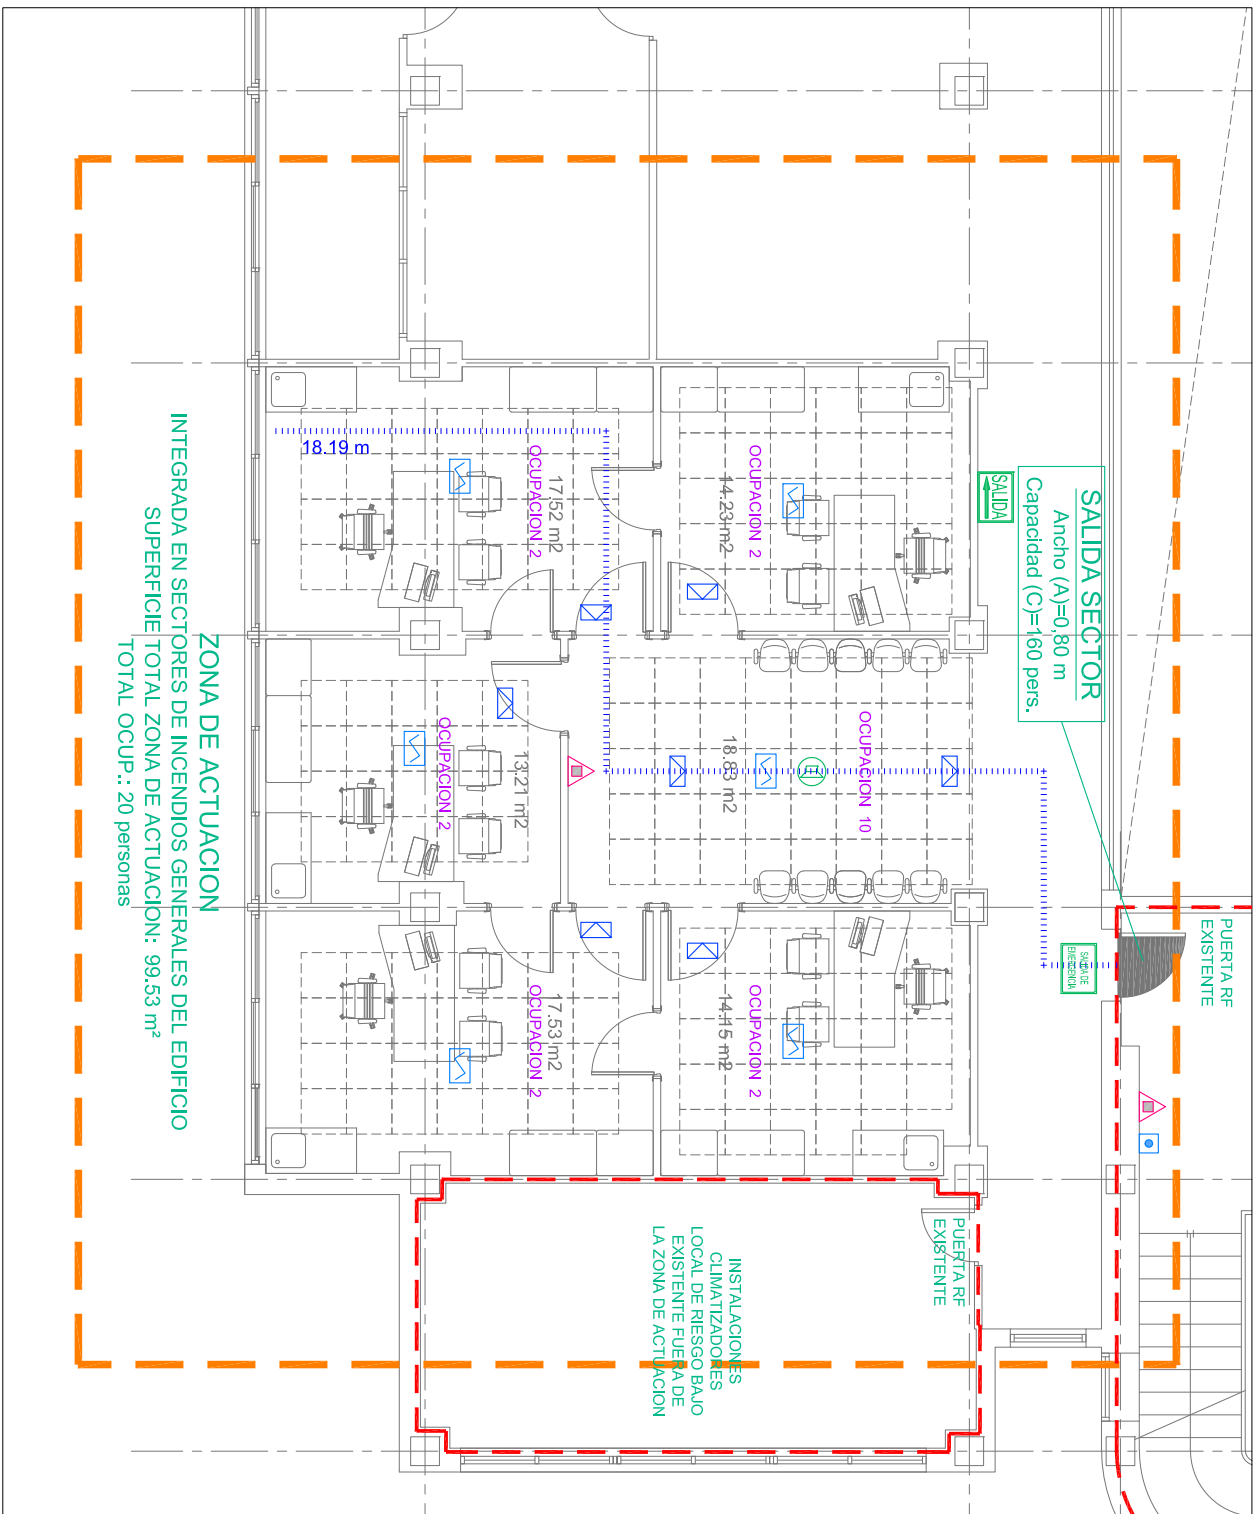 SALIDA SECTOR
Ancho (A)=0,80 m
Capacidad (C)=160 pers.
SALIDA
PUERTA RF
EXISTENTE
SALIDA DE
EMERGENCIA
OCUPACION 2
14.23 m2
OCUPACION 10
18.83 m2
OCUPACION 2
14.15 m2
PUERTA RF
EXISTENTE
INSTALACIONES
CLIMATIZADORES
LOCAL DE RIESGO BAJO
EXISTENTE FUERA DE
LA ZONA DE ACTUACION
17.52 m2
OCUPACION 2
18.19 m
13.21 m2
OCUPACION 2
17.53 m2
OCUPACION 2
ZONA DE ACTUACION
INTEGRADA EN SECTORES DE INCENDIOS GENERALES DEL EDIFICIO
SUPERFICIE TOTAL ZONA DE ACTUACION: 99.53 m²
TOTAL OCUP.: 20 personas